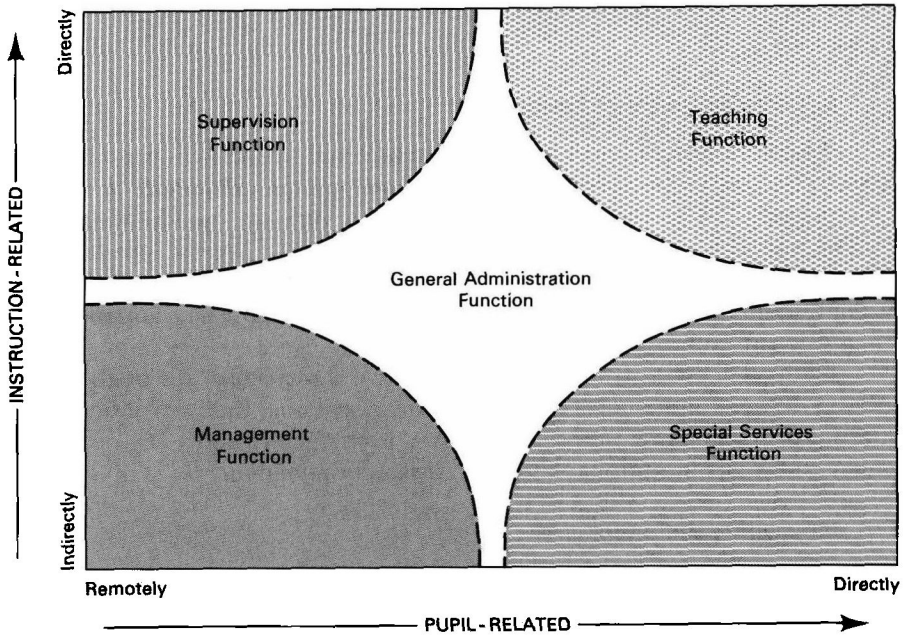 Directly
Supervision
Function
Teaching
Function
INSTRUCTION-RELATED
General Administration
Function
Management
Function
Special Services
Function
Indirectly
Remotely
Directly
PUPIL-RELATED